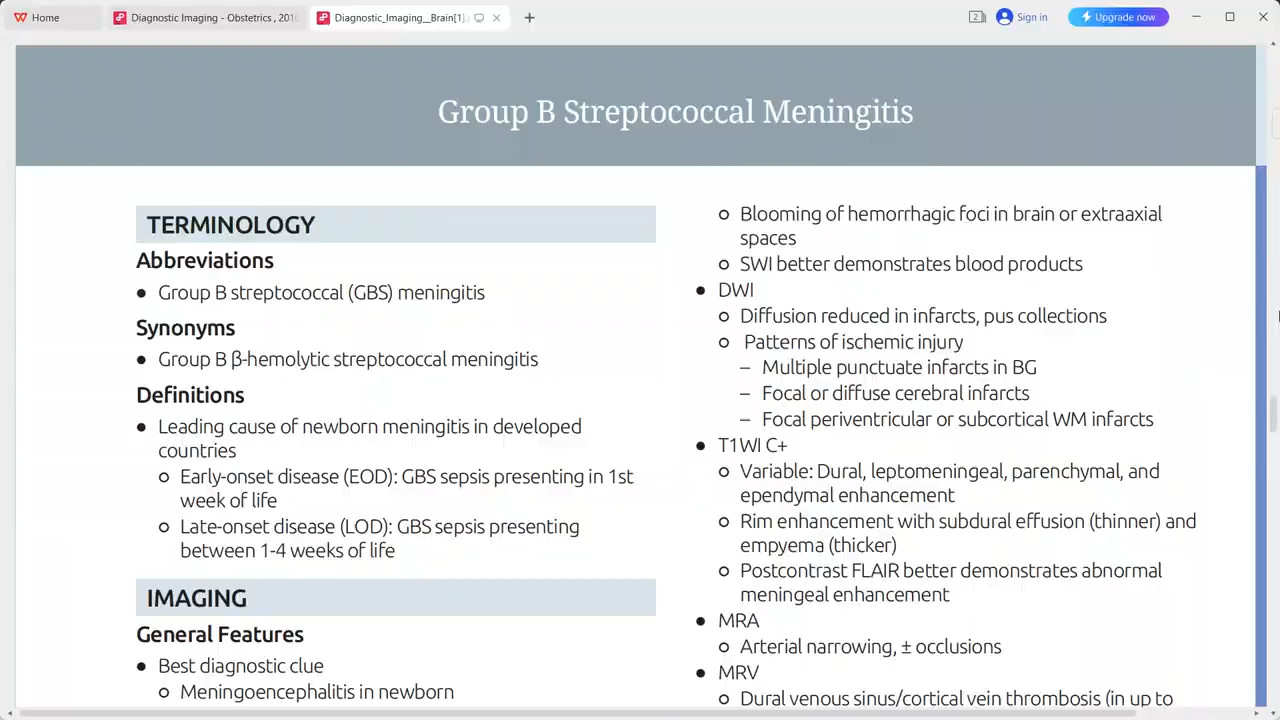 Home
Diagnostic Imaging - Obstetrics , 201
Diagnostic_Imaging__Brain[1].
2
Sign in
Upgrade now
Group B Streptococcal Meningitis
TERMINOLOGY
Abbreviations
• Group B streptococcal (GBS) meningitis
Synonyms
• Group B β-hemolytic streptococcal meningitis
Definitions
• Leading cause of newborn meningitis in developed
countries
○ Early-onset disease (EOD): GBS sepsis presenting in 1st
week of life
○ Late-onset disease (LOD): GBS sepsis presenting
between 1-4 weeks of life
IMAGING
General Features
• Best diagnostic clue
○ Meningoencephalitis in newborn
○ Blooming of hemorrhagic foci in brain or extraaxial
spaces
○ SWI better demonstrates blood products
• DWI
○ Diffusion reduced in infarcts, pus collections
○ Patterns of ischemic injury
– Multiple punctuate infarcts in BG
– Focal or diffuse cerebral infarcts
– Focal periventricular or subcortical WM infarcts
• T1WI C+
○ Variable: Dural, leptomeningeal, parenchymal, and
ependymal enhancement
○ Rim enhancement with subdural effusion (thinner) and
empyema (thicker)
○ Postcontrast FLAIR better demonstrates abnormal
meningeal enhancement
• MRA
○ Arterial narrowing, ± occlusions
• MRV
○ Dural venous sinus/cortical vein thrombosis (in up to